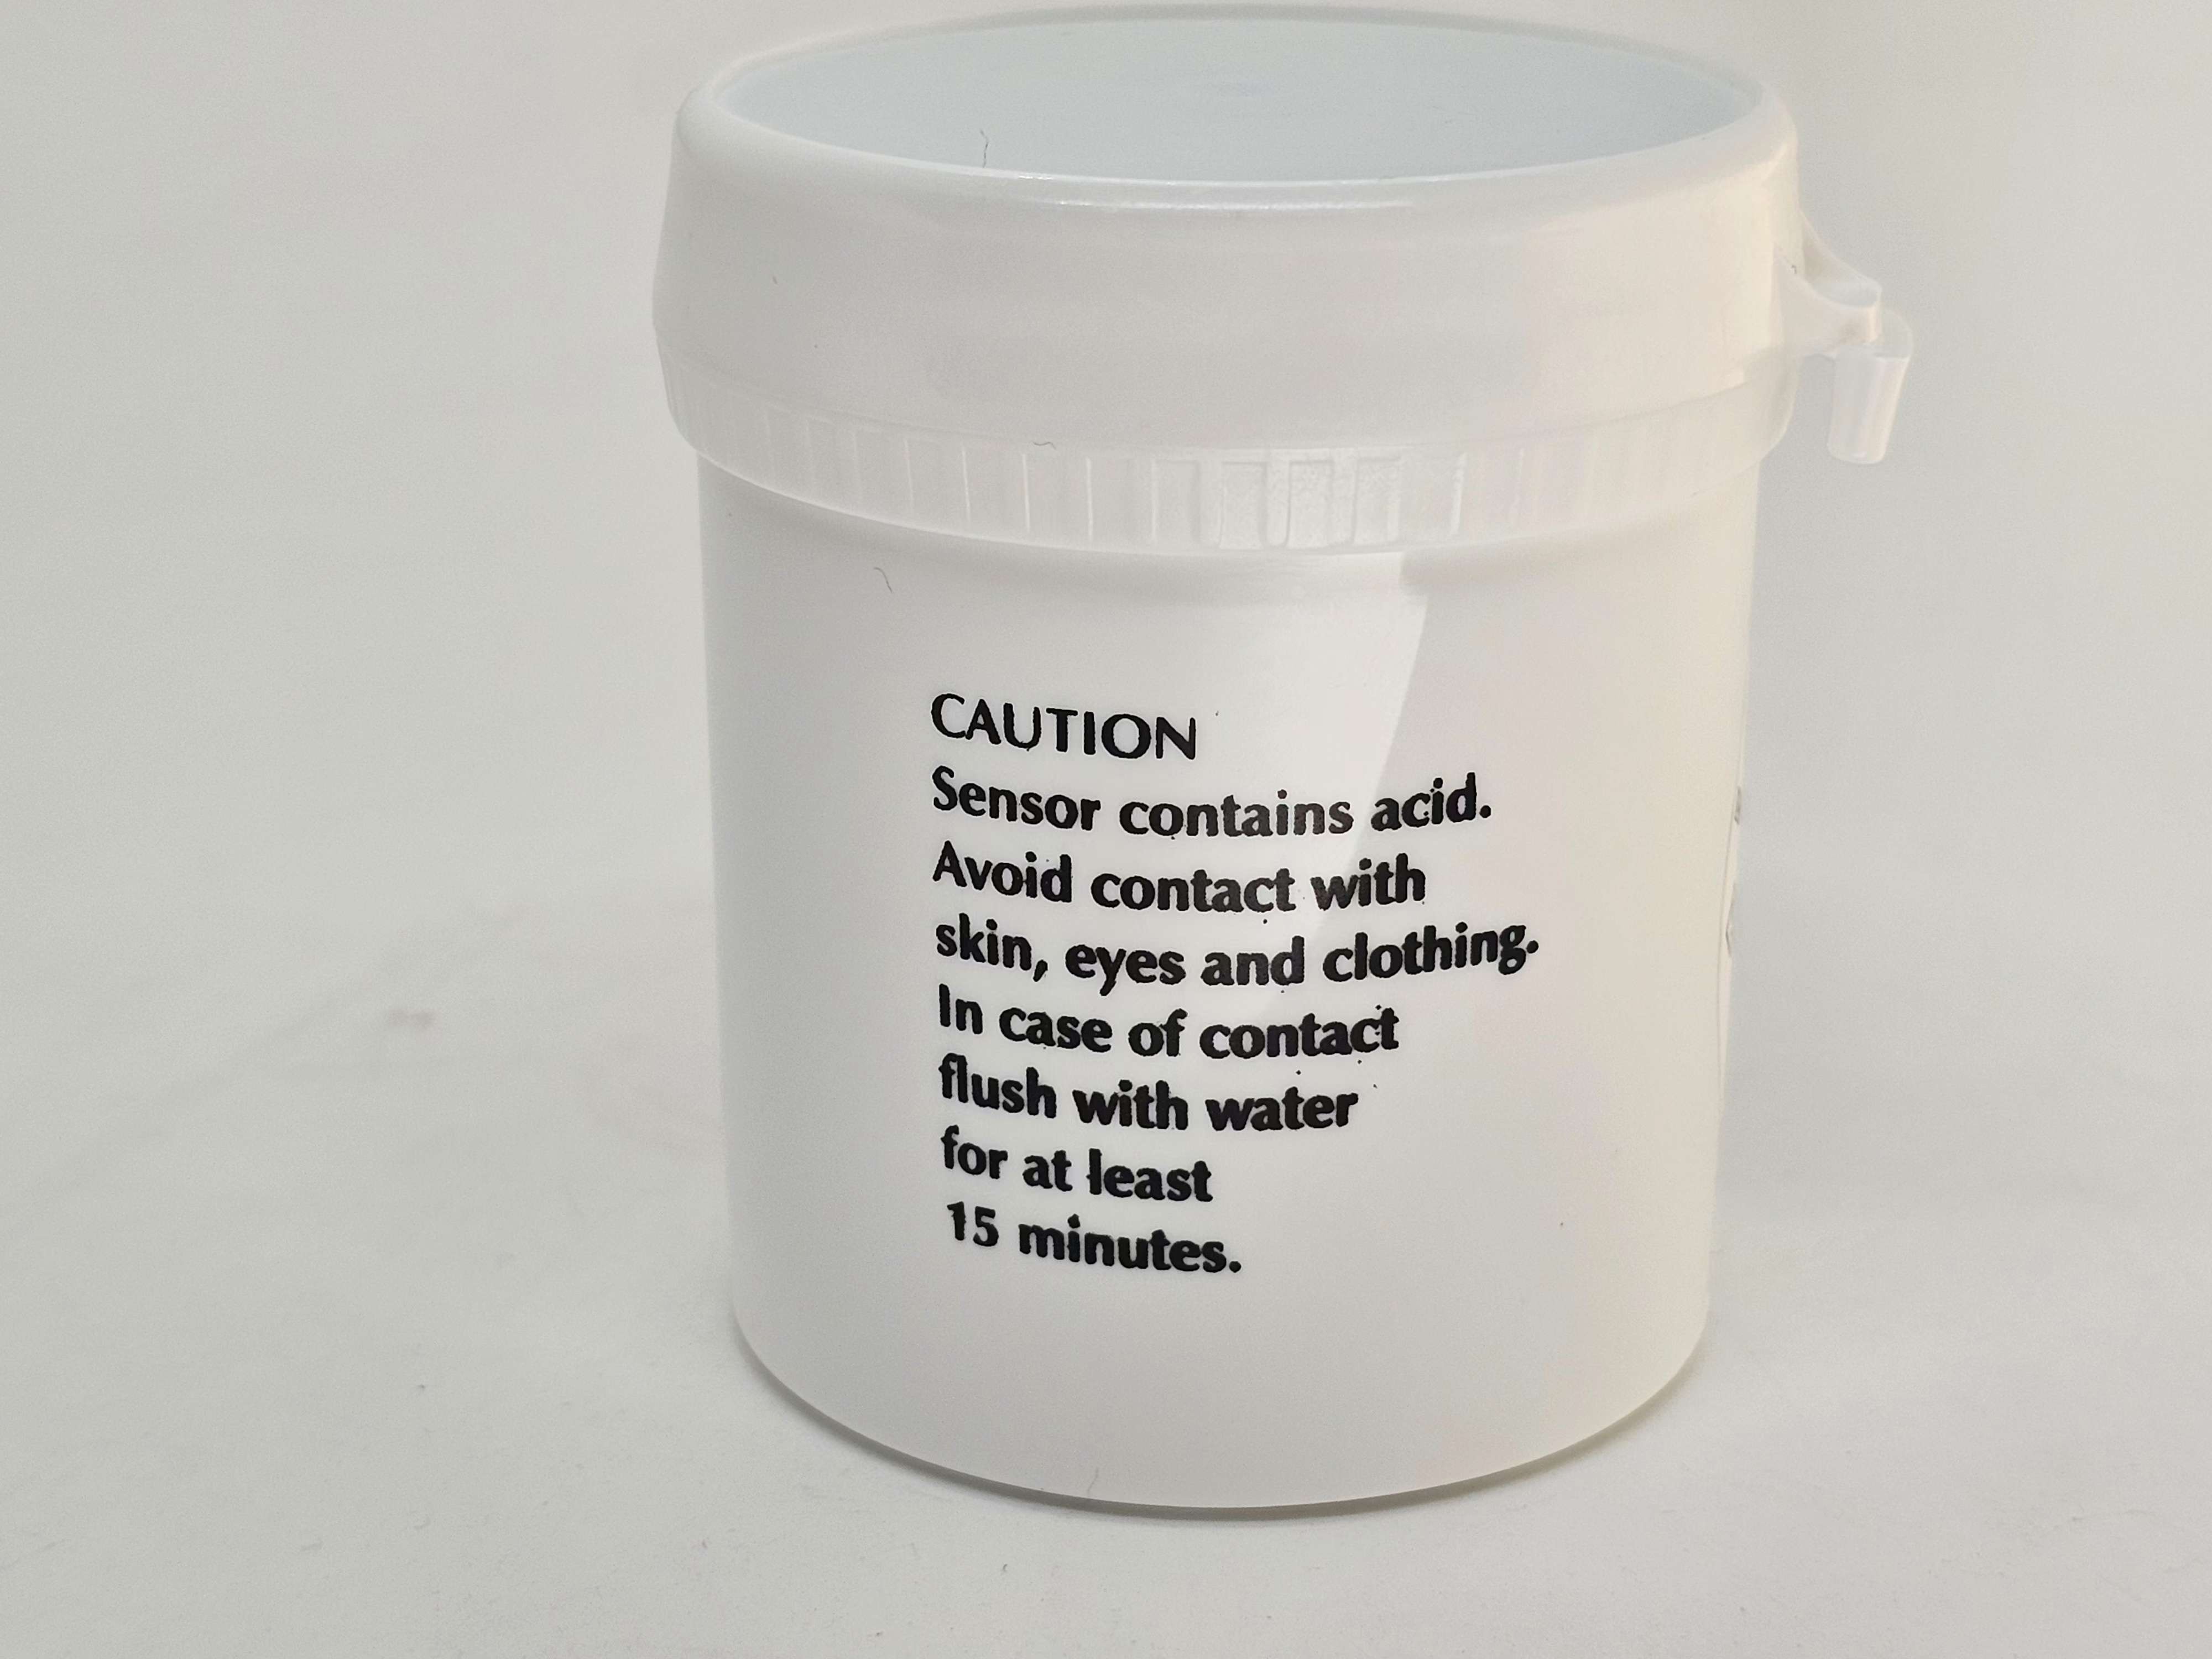 CAUTION
Sensor contains acid.
Avoid contact with
skin, eyes and clothing.
In case of contact
flush with water
for at least
15 minutes.